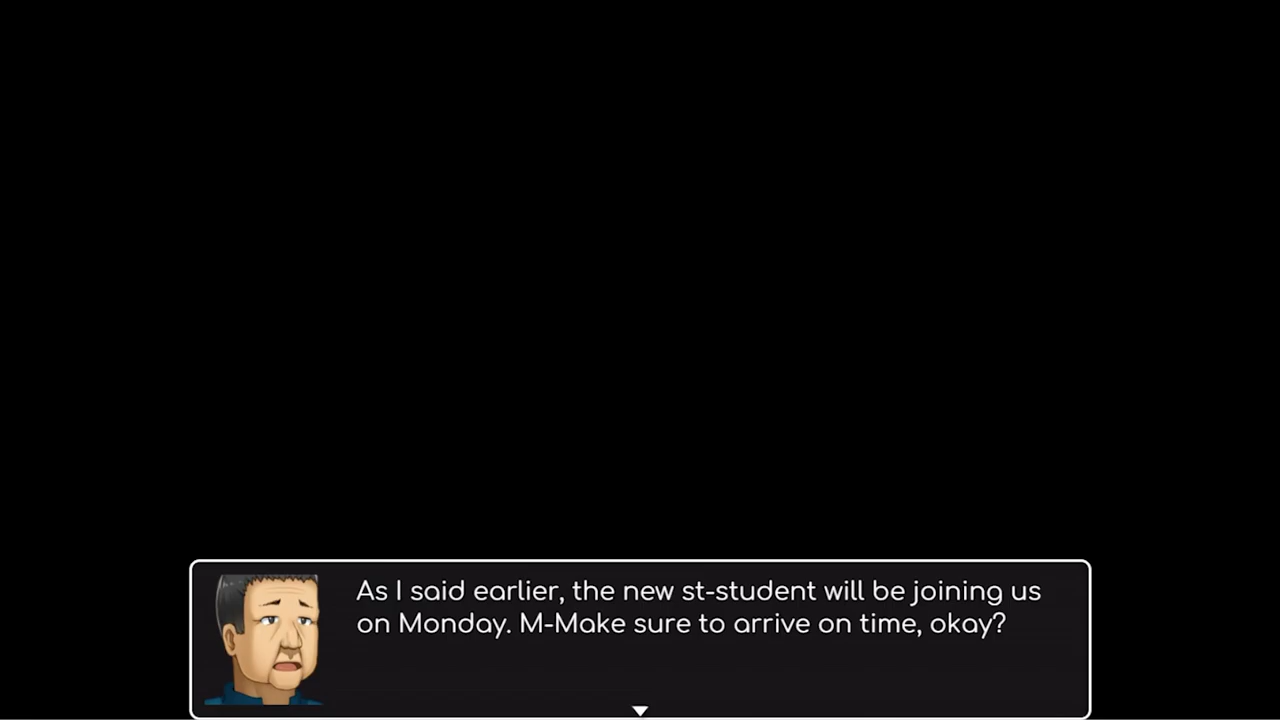 As I said earlier, the new st-student will be joining us
on Monday. M-Make sure to arrive on time, okay?